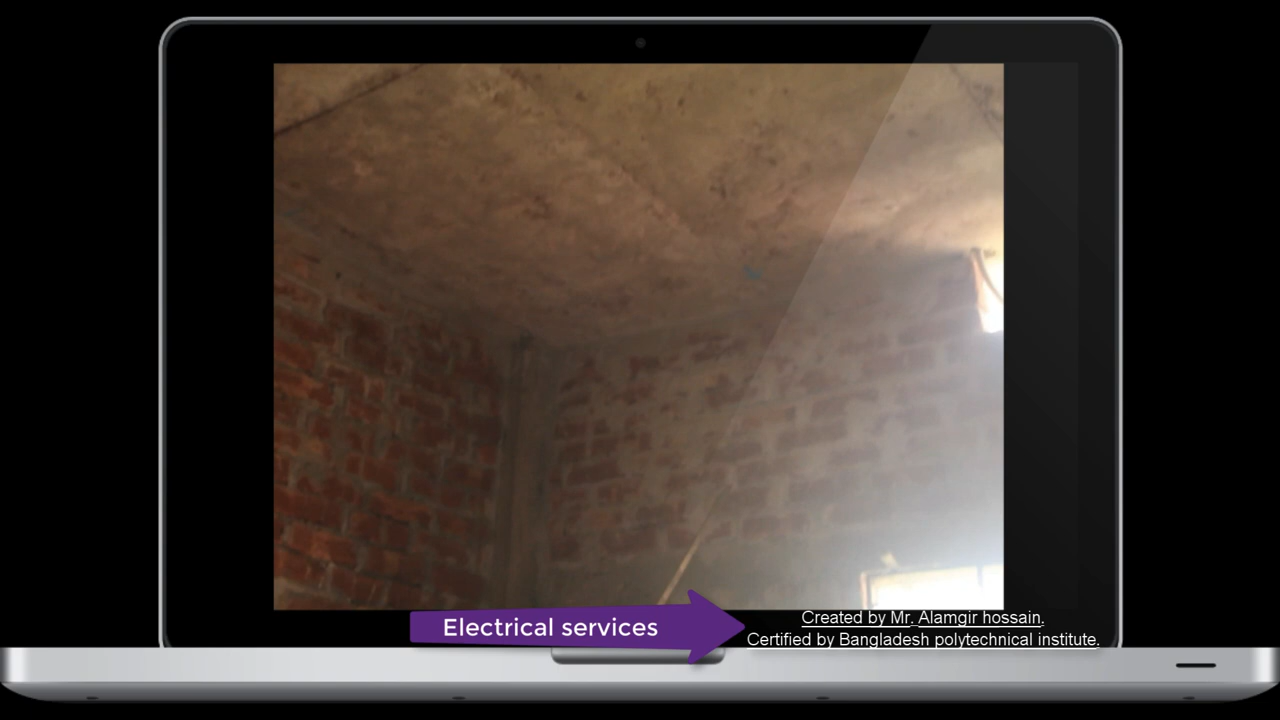 Electrical services
Created by Mr. Alamgir hossain.
Certified by Bangladesh polytechnical institute.